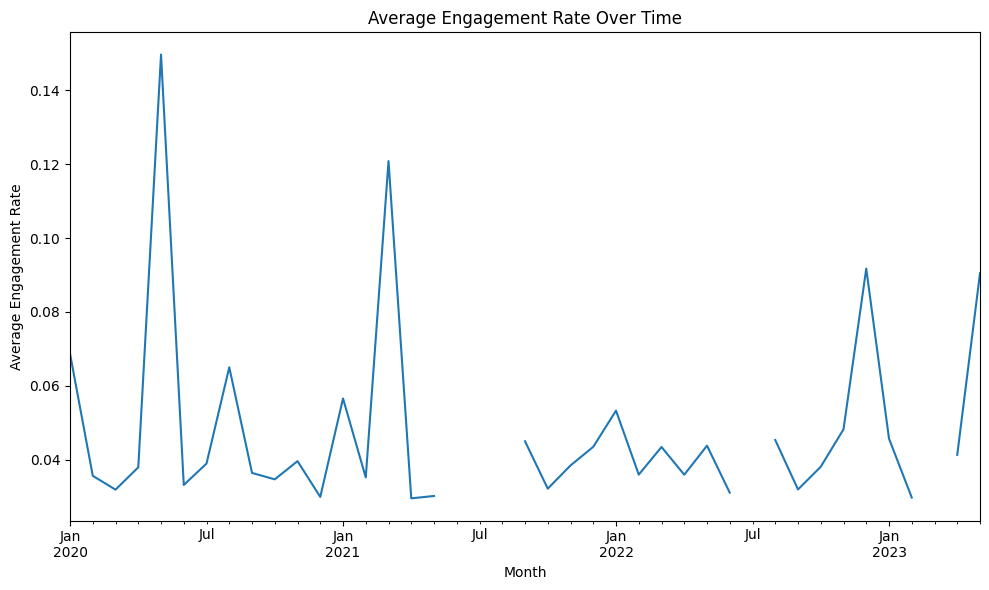 Average Engagement Rate Over Time
Average Engagement Rate
0.14
0.12
0.10
0.08
0.06
0.04
Jan
2020
Jul
Jan
2021
Jul
Jan
2022
Jul
Jan
2023
Month